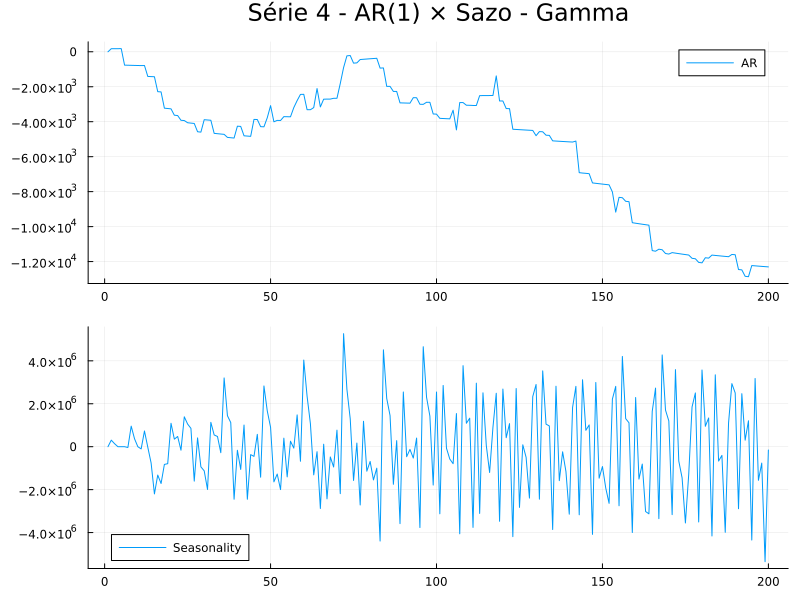 Série 4 - AR(1) × Sazo - Gamma
0
−2.00×10³
−4.00×10³
−6.00×10³
−8.00×10³
−1.00×10⁴
−1.20×10⁴
AR
0 50 100 150 200
4.0×10⁶
2.0×10⁶
0
−2.0×10⁶
−4.0×10⁶
Seasonality
0 50 100 150 200